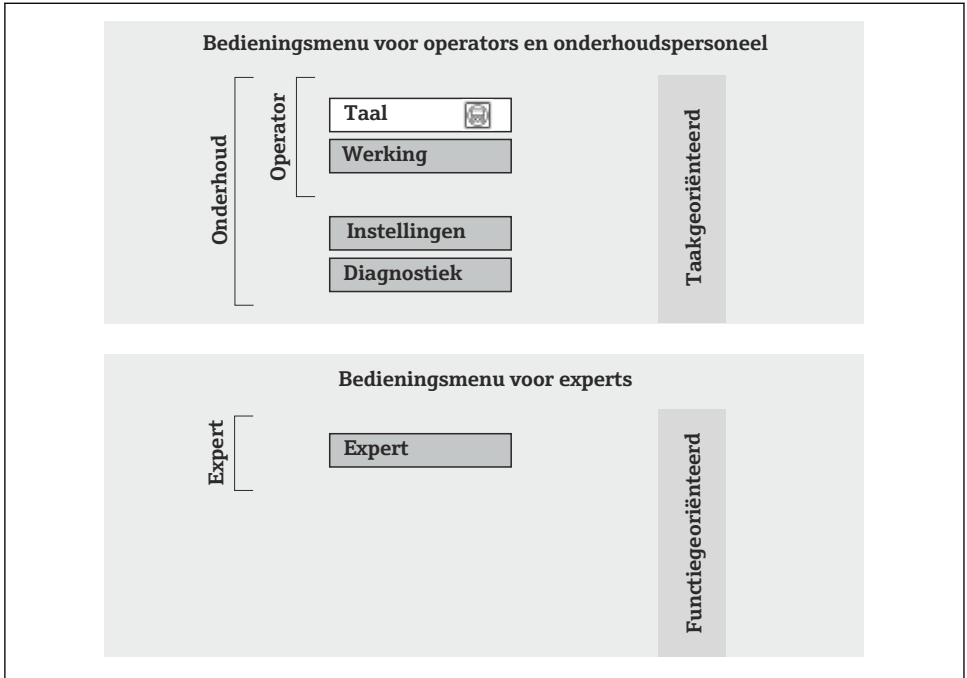 Bedieningsmenu voor operators en onderhoudspersoneel
Onderhoud
Operator
Taal
Werking
Instellingen
Diagnostiek
Taakgeoriënteerd
Bedieningsmenu voor experts
Expert
Expert
Functiegeoriënteerd